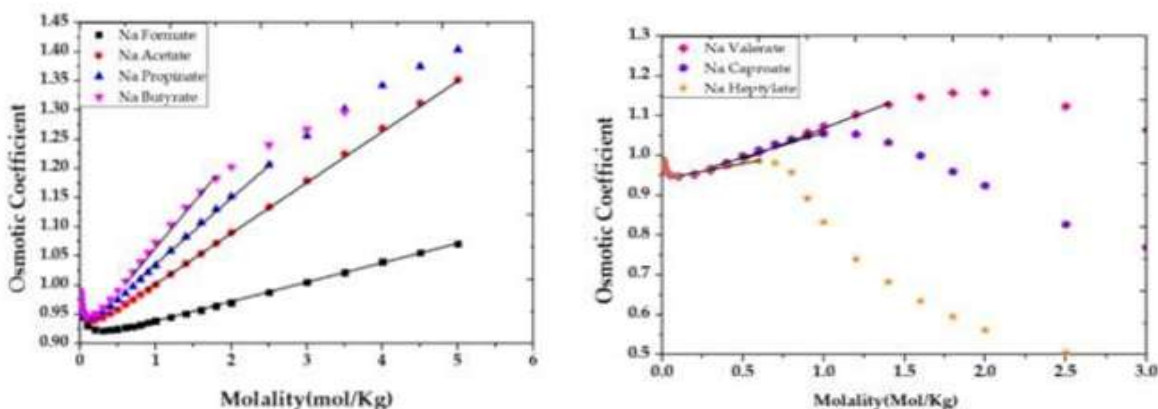 1.45
1.40
1.35
1.30
1.25
1.20
1.15
1.10
1.05
1.00
0.95
0.90
Osmotic Coefficient
Na Formate
Na Acetate
Na Propinate
Na Butyrate
0 1 2 3 4 5 6
Molality(mol/Kg)
1.3
1.2
1.1
1.0
0.9
0.8
0.7
0.6
0.5
Osmotic Coefficient
Na Valerate
Na Caproate
Na Heptylate
0.0 0.5 1.0 1.5 2.0 2.5 3.0
Molality(Mol/Kg)